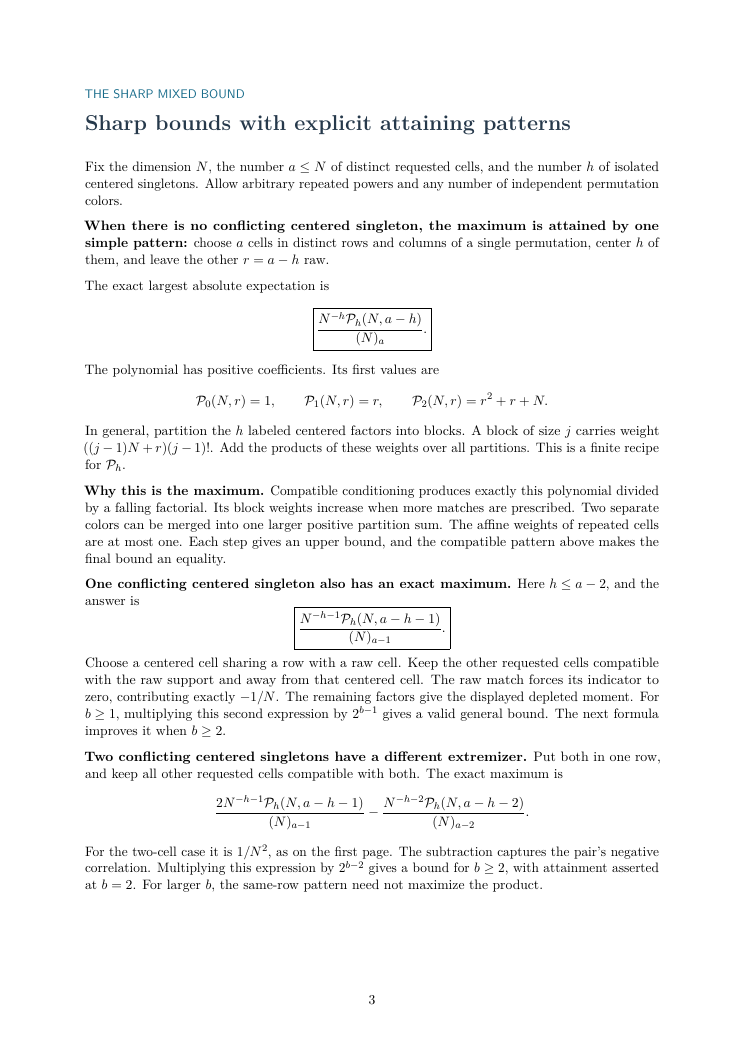 THE SHARP MIXED BOUND
Sharp bounds with explicit attaining patterns
Fix the dimension N, the number a ≤ N of distinct requested cells, and the number h of isolated
centered singletons. Allow arbitrary repeated powers and any number of independent permutation
colors.
When there is no conflicting centered singleton, the maximum is attained by one
simple pattern: choose a cells in distinct rows and columns of a single permutation, center h of
them, and leave the other r = a − h raw.
The exact largest absolute expectation is
N^{−h}𝒫_h(N, a − h)
(N)_a .
The polynomial has positive coefficients. Its first values are
𝒫_0(N, r) = 1, 𝒫_1(N, r) = r, 𝒫_2(N, r) = r^2 + r + N.
In general, partition the h labeled centered factors into blocks. A block of size j carries weight
((j − 1)N + r)(j − 1)!. Add the products of these weights over all partitions. This is a finite recipe
for 𝒫_h.
Why this is the maximum. Compatible conditioning produces exactly this polynomial divided
by a falling factorial. Its block weights increase when more matches are prescribed. Two separate
colors can be merged into one larger positive partition sum. The affine weights of repeated cells
are at most one. Each step gives an upper bound, and the compatible pattern above makes the
final bound an equality.
One conflicting centered singleton also has an exact maximum. Here h ≤ a − 2, and the
answer is
N^{−h−1}𝒫_h(N, a − h − 1)
(N)_{a−1} .
Choose a centered cell sharing a row with a raw cell. Keep the other requested cells compatible
with the raw support and away from that centered cell. The raw match forces its indicator to
zero, contributing exactly −1/N. The remaining factors give the displayed depleted moment. For
b ≥ 1, multiplying this second expression by 2^{b−1} gives a valid general bound. The next formula
improves it when b ≥ 2.
Two conflicting centered singletons have a different extremizer. Put both in one row,
and keep all other requested cells compatible with both. The exact maximum is
2N^{−h−1}𝒫_h(N, a − h − 1) − N^{−h−2}𝒫_h(N, a − h − 2)
(N)_{a−1} (N)_{a−2} .
For the two-cell case it is 1/N^2, as on the first page. The subtraction captures the pair's negative
correlation. Multiplying this expression by 2^{b−2} gives a bound for b ≥ 2, with attainment asserted
at b = 2. For larger b, the same-row pattern need not maximize the product.
3